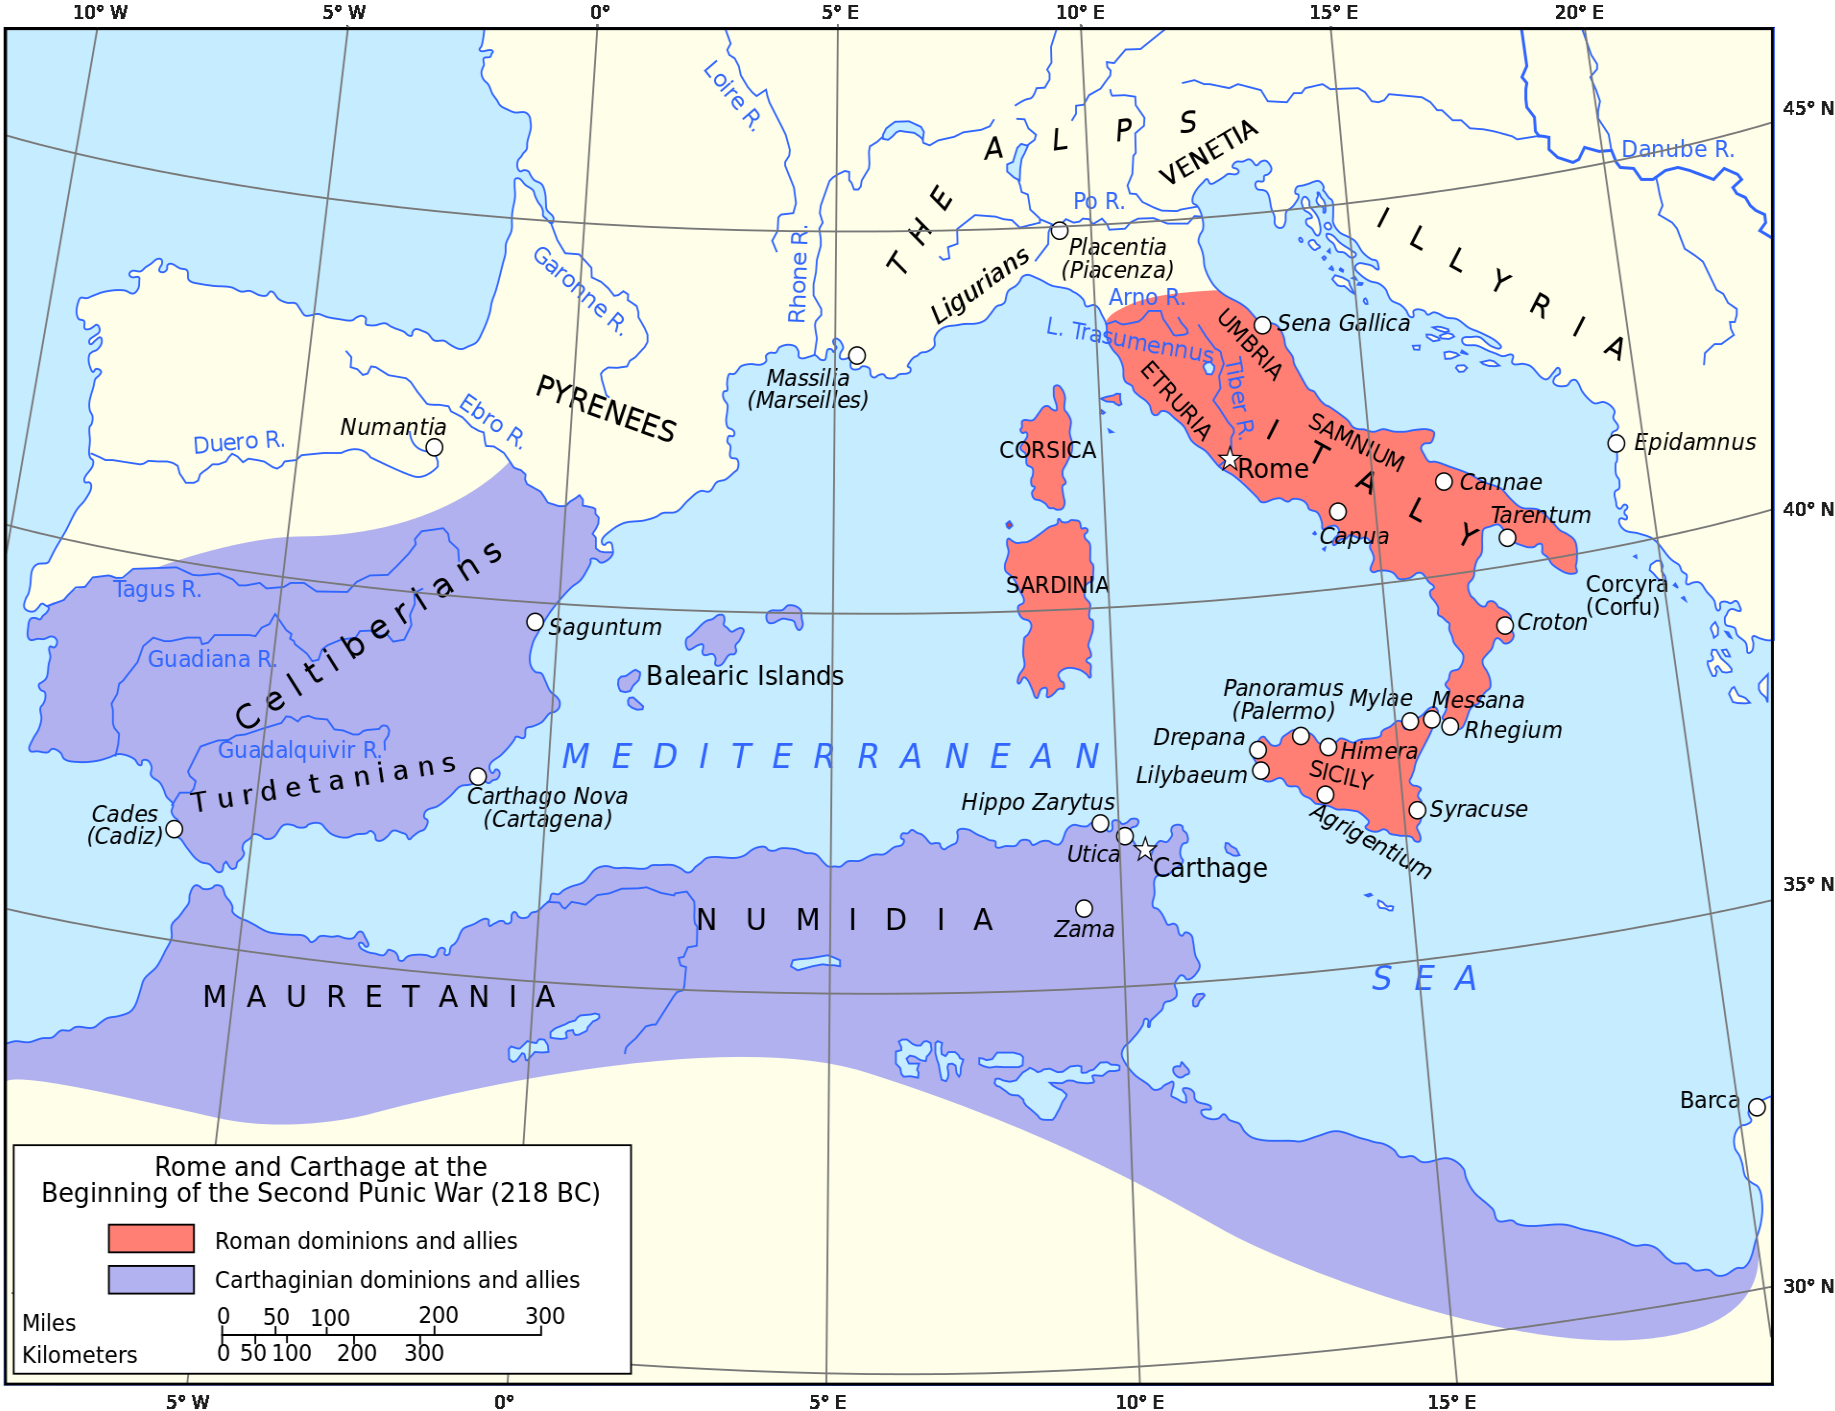 10° W
5° W
0°
5° E
10° E
15° E
20° E
45° N
40° N
35° N
30° N
Loire R.
THE ALPS
VENETIA
Danube R.
Po R.
ILLYRIA
Placentia
(Piacenza)
Ligurians
Garonne R.
Rhone R.
Arno R.
L. Trasumennus
UMBRIA
Sena Gallica
Massilia
(Marseilles)
ETRURIA
Tiber R.
PYRENEES
Ebro R.
Numantia
Duero R.
CORSICA
ITALY
SAMNIUM
Epidamnus
Rome
Cannae
Capua
Tarentum
Tagus R.
Celtiberians
SARDINIA
Corcyra
(Corfu)
Saguntum
Croton
Guadiana R.
Balearic Islands
Panoramus
(Palermo)
Mylae
Messana
Rhegium
Drepana
Himera
Lilybaeum
SICILY
Guadalquivir R.
MEDITERRANEAN
Turdetanians
Carthago Nova
(Cartagena)
Cades
(Cadiz)
Hippo Zarytus
Syracuse
Agrigentium
Utica
Carthage
NUMIDIA
Zama
SEA
MAURETANIA
Barca
Rome and Carthage at the
Beginning of the Second Punic War (218 BC)
Roman dominions and allies
Carthaginian dominions and allies
Miles
0 50 100 200 300
Kilometers
0 50 100 200 300
5° W
0°
5° E
10° E
15° E